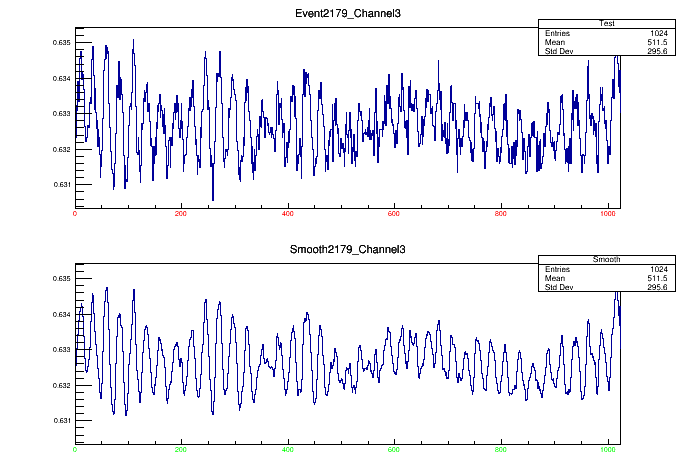 Event2179_Channel3
Test
Entries 1024
Mean 511.5
Std Dev 295.6
0.635
0.634
0.633
0.632
0.631
0 200 400 600 800 1000
Smooth2179_Channel3
Smooth
Entries 1024
Mean 511.5
Std Dev 295.6
0.635
0.634
0.633
0.632
0.631
0 200 400 600 800 1000